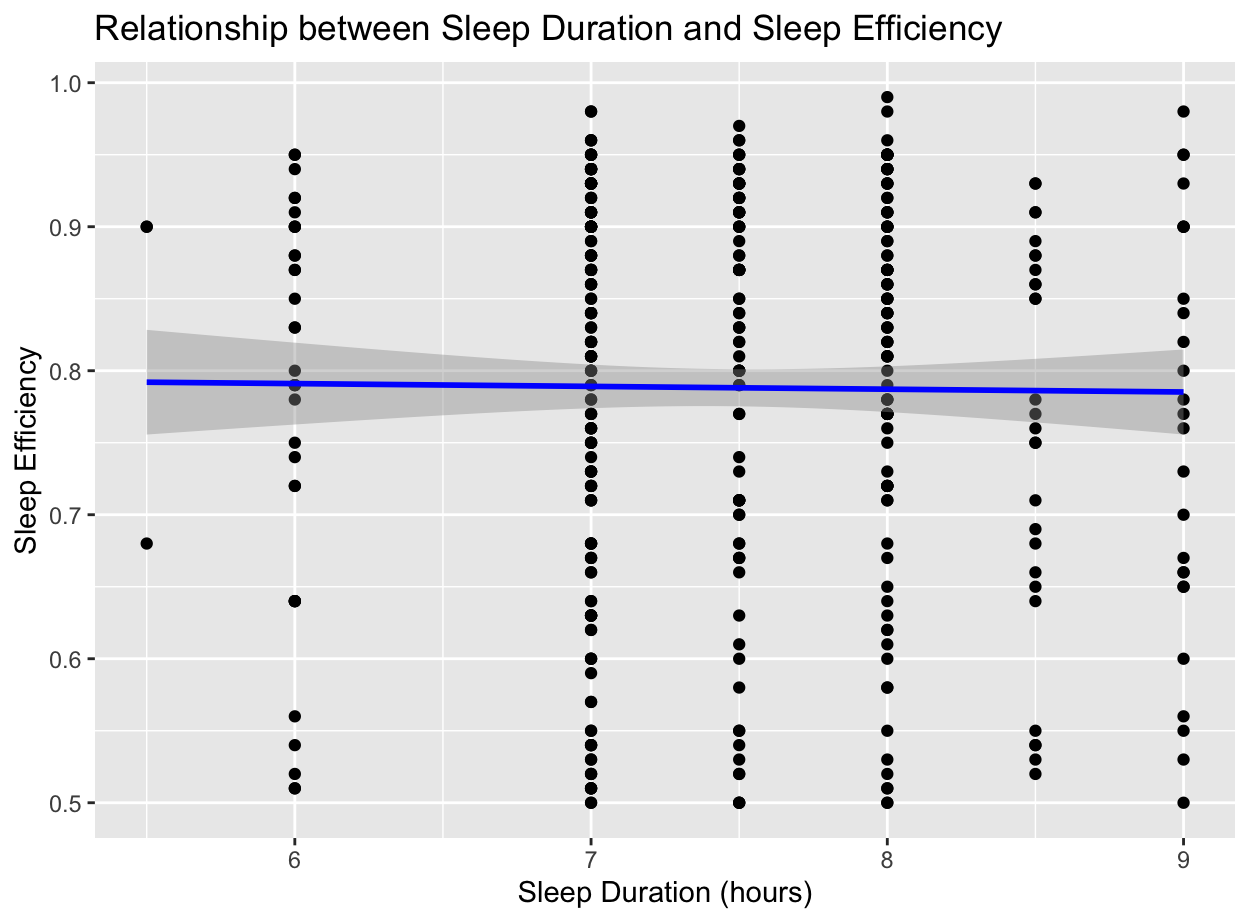 Relationship between Sleep Duration and Sleep Efficiency
1.0
0.9
0.8
0.7
0.6
0.5
Sleep Efficiency
6 7 8 9
Sleep Duration (hours)